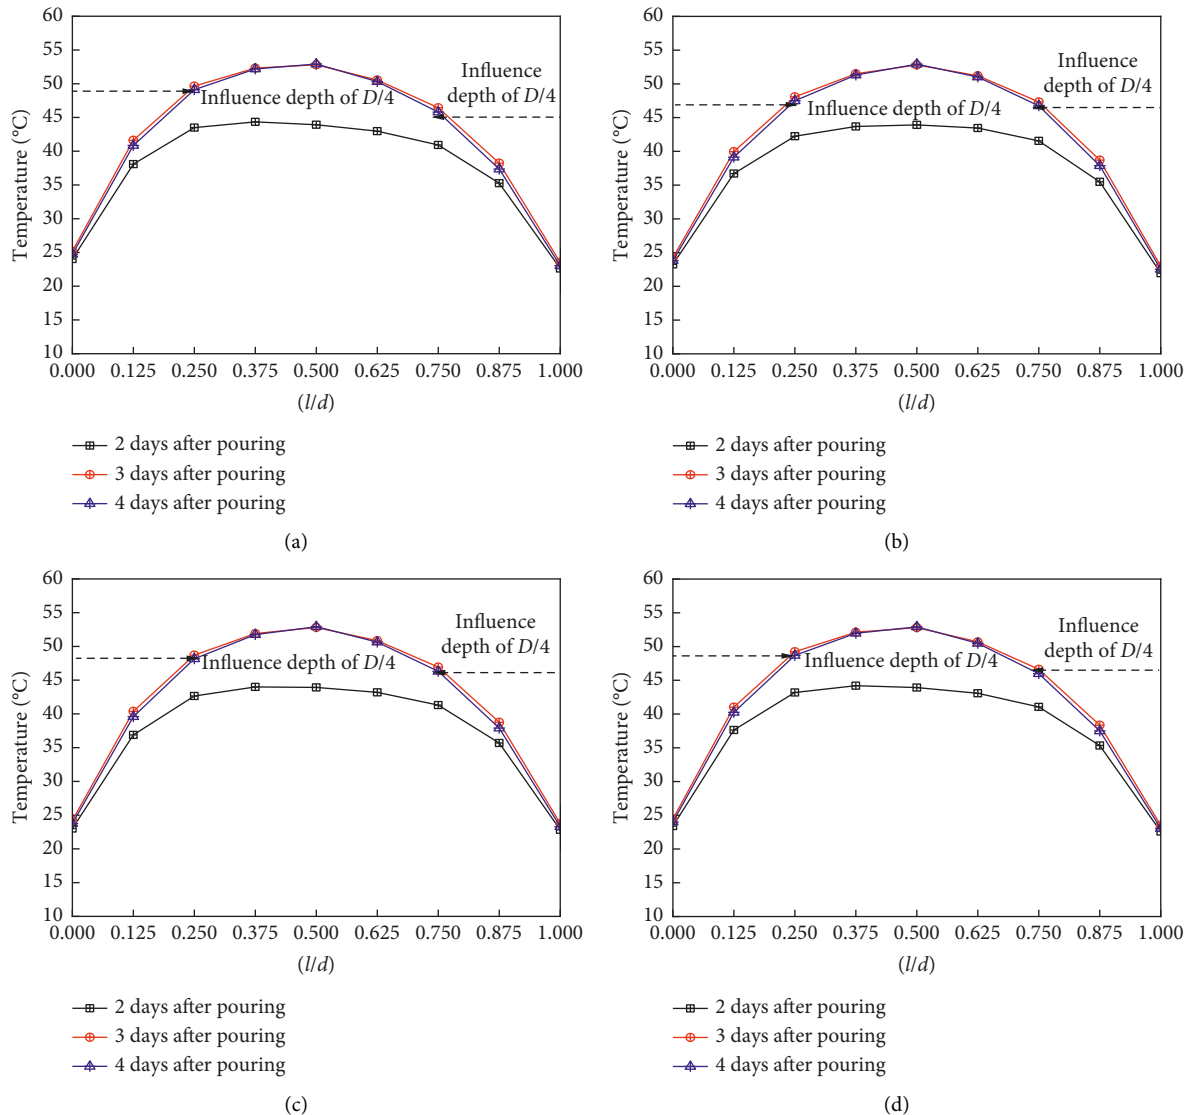 60
55
50
45
40
35
30
25
20
15
10
Temperature (°C)
Influence depth of D/4
Influence
depth of D/4
0.000 0.125 0.250 0.375 0.500 0.625 0.750 0.875 1.000
(l/d)
2 days after pouring
3 days after pouring
4 days after pouring
(a)
60
55
50
45
40
35
30
25
20
15
10
Temperature (°C)
Influence depth of D/4
Influence
depth of D/4
0.000 0.125 0.250 0.375 0.500 0.625 0.750 0.875 1.000
(l/d)
2 days after pouring
3 days after pouring
4 days after pouring
(b)
60
55
50
45
40
35
30
25
20
15
10
Temperature (°C)
Influence depth of D/4
Influence
depth of D/4
0.000 0.125 0.250 0.375 0.500 0.625 0.750 0.875 1.000
(l/d)
2 days after pouring
3 days after pouring
4 days after pouring
(c)
60
55
50
45
40
35
30
25
20
15
10
Temperature (°C)
Influence depth of D/4
Influence
depth of D/4
0.000 0.125 0.250 0.375 0.500 0.625 0.750 0.875 1.000
(l/d)
2 days after pouring
3 days after pouring
4 days after pouring
(d)